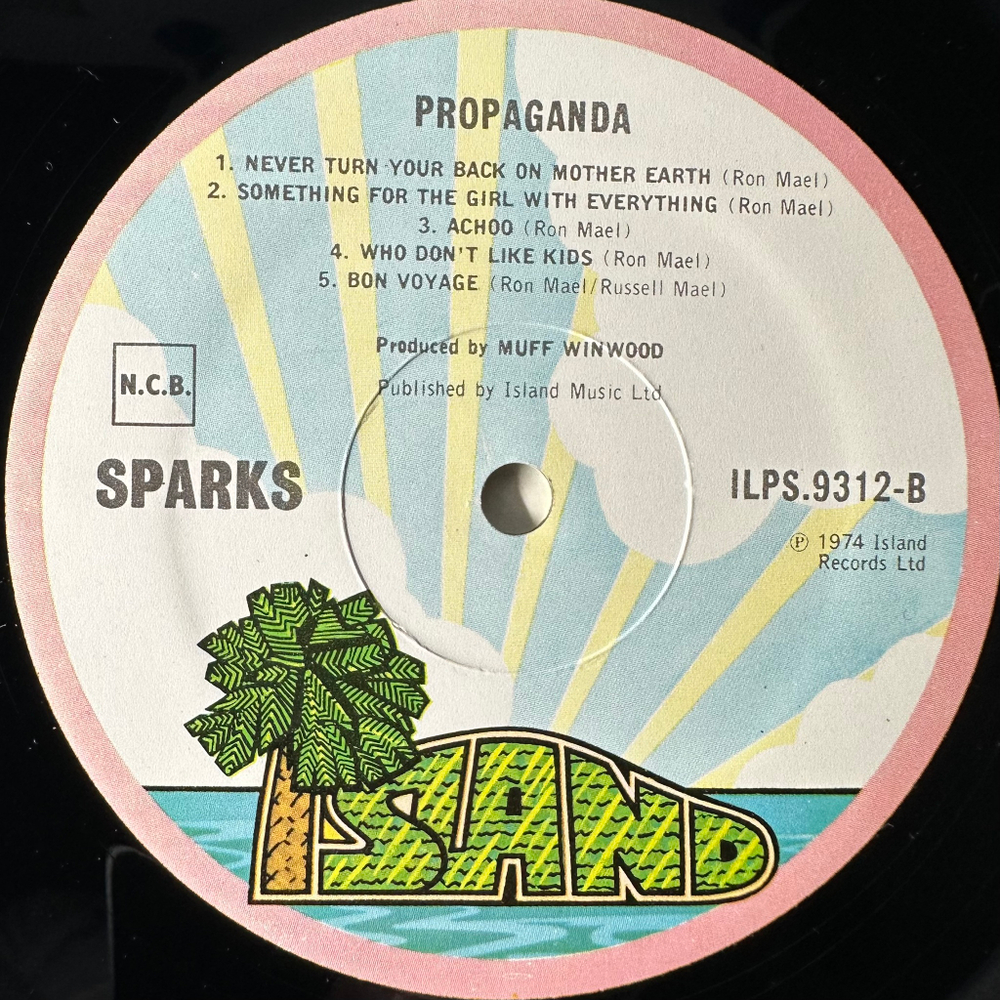 PROPAGANDA
1. NEVER TURN YOUR BACK ON MOTHER EARTH (Ron Mael)
2. SOMETHING FOR THE GIRL WITH EVERYTHING (Ron Mael)
3. ACHOO (Ron Mael)
4. WHO DON'T LIKE KIDS (Ron Mael)
5. BON VOYAGE (Ron Mael/Russell Mael)
Produced by MUFF WINWOOD
Published by Island Music Ltd
N.C.B.
SPARKS
ILPS.9312-B
℗ 1974 Island
Records Ltd
ISLAND